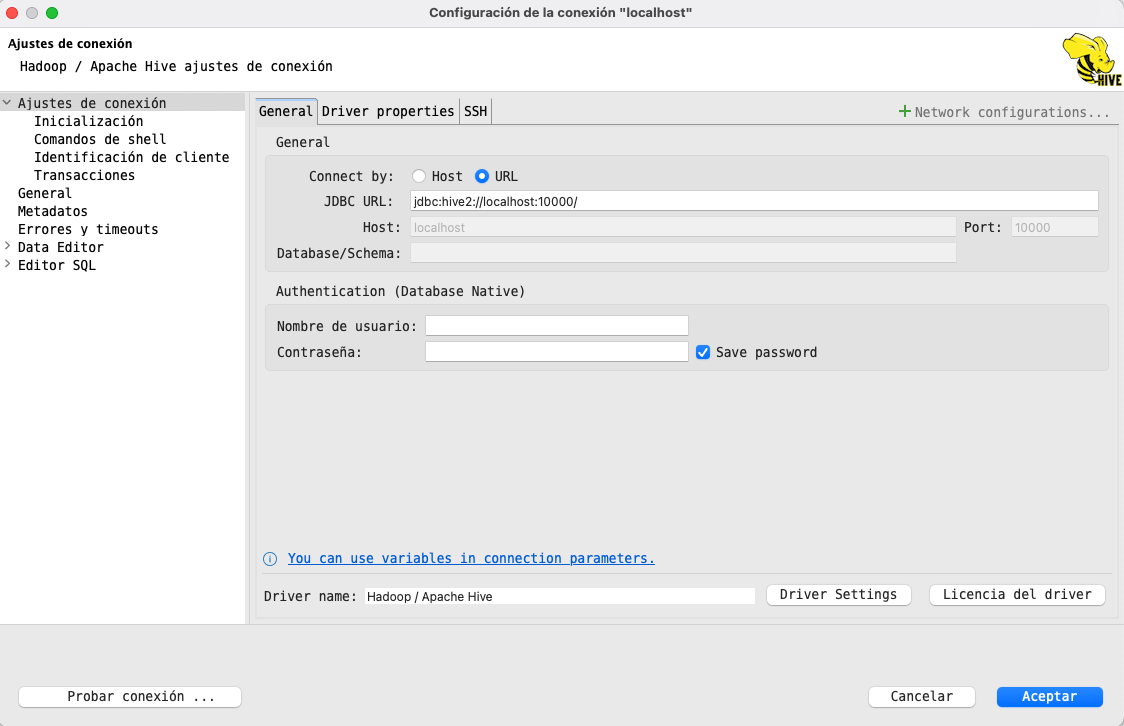 Configuración de la conexión "localhost"
Ajustes de conexión
Hadoop / Apache Hive ajustes de conexión
HIVE
Ajustes de conexión
Inicialización
Comandos de shell
Identificación de cliente
Transacciones
General
Metadatos
Errores y timeouts
Data Editor
Editor SQL
General Driver properties SSH
Network configurations...
General
Connect by: Host URL
JDBC URL: jdbc:hive2://localhost:10000/
Host: localhost Port: 10000
Database/Schema:
Authentication (Database Native)
Nombre de usuario:
Contraseña: Save password
You can use variables in connection parameters.
Driver name: Hadoop / Apache Hive Driver Settings Licencia del driver
Probar conexión ... Cancelar Aceptar